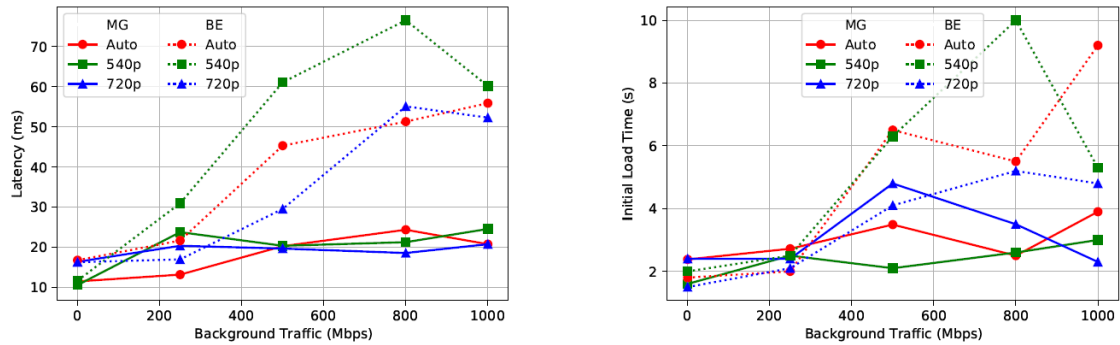 MG BE
Auto Auto
540p 540p
720p 720p
Latency (ms)
70
60
50
40
30
20
10
0 200 400 600 800 1000
Background Traffic (Mbps)
MG BE
Auto Auto
540p 540p
720p 720p
Initial Load Time (s)
10
8
6
4
2
0 200 400 600 800 1000
Background Traffic (Mbps)